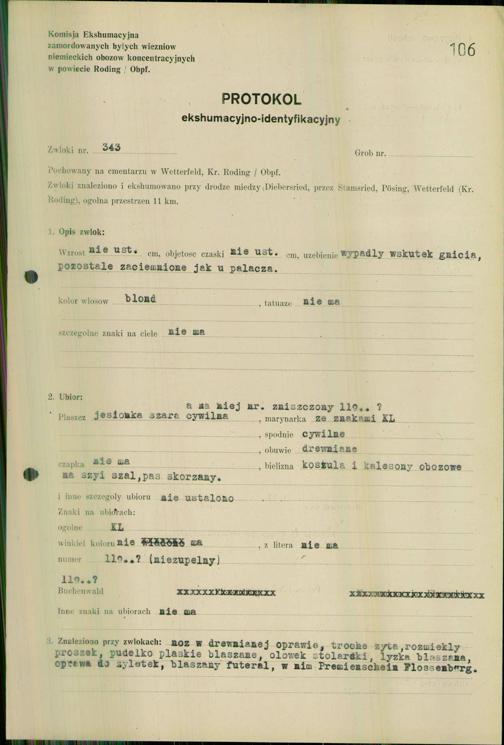 Komisja Ekshumacyjna
zamordowanych byłych wiezniow
niemieckich obozow koncentracyjnych
w powiecie Roding / Obpf.
106
PROTOKOL
ekshumacyjno-identyfikacyjny
Zwloki nr. 343
Grob nr.
Pochowany na cmentarzu w Wetterfeld, Kr. Roding / Obpf.
Zwloki znaleziono i ekshumowano przy drodze miedzy Diebersried, przez Stamsried, Pösing, Wetterfeld (Kr.
Roding), ogolna przestrzen 11 km.
1. Opis zwlok:
Wzrost nie ust. cm, objetosc czaski nie ust. cm, uzebienie wypadly wskutek gnicia,
pozostale zaciemnione jak u palacza.
kolor wlosow blond , tatuaze nie ma
szczegolne znaki na ciele nie ma
2. Ubior:
a na niej nr. zniszczony 119.. ?
Plaszcz jesionka szara cywilna , marynarka ze znakami KL
, spodnie cywilne
, obuwie drewniane
czapka nie ma , bielizna koszula i kalesony obozowe
na szyi szal,pas skorzany.
i inne szczegoly ubioru nie ustalono
Znaki na ubiorach:
ogolne KL
winkiel koloru nie ma , z litera nie ma
numer 119..? (niezupelny)
119..?
Buchenwald
Inne znaki na ubiorach nie ma
3. Znaleziono przy zwlokach: noz w drewnianej oprawie, troche zyta,rozmiekly
proszek, pudelko plaskie blaszane, olowek stolarski, lyzka blaszana,
oprawa do zyletek, blaszany futeral, w nim Premienschein Flossenberg.